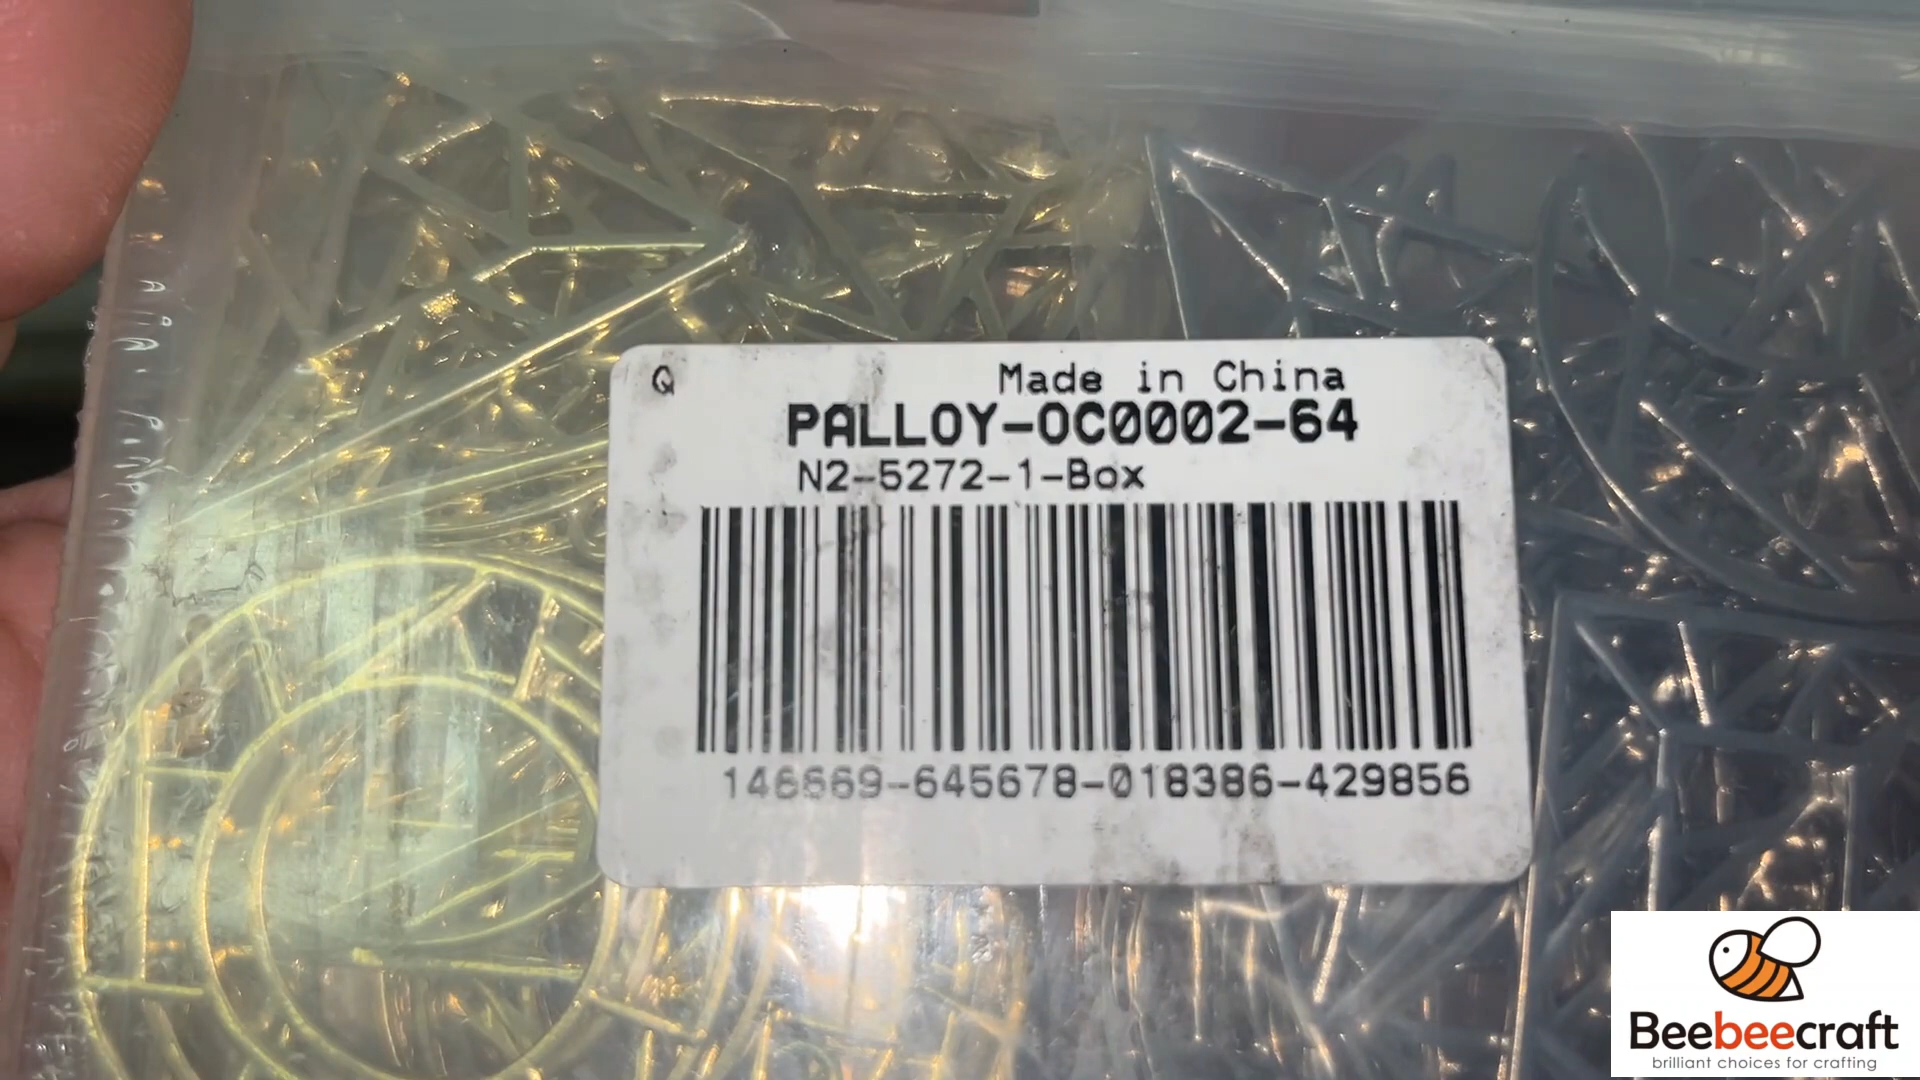 Q
Made in China
PALLOY-OC0002-64
N2-5272-1-Box
146669-645678-018386-429856
Beebeecraft
brilliant choices for crafting